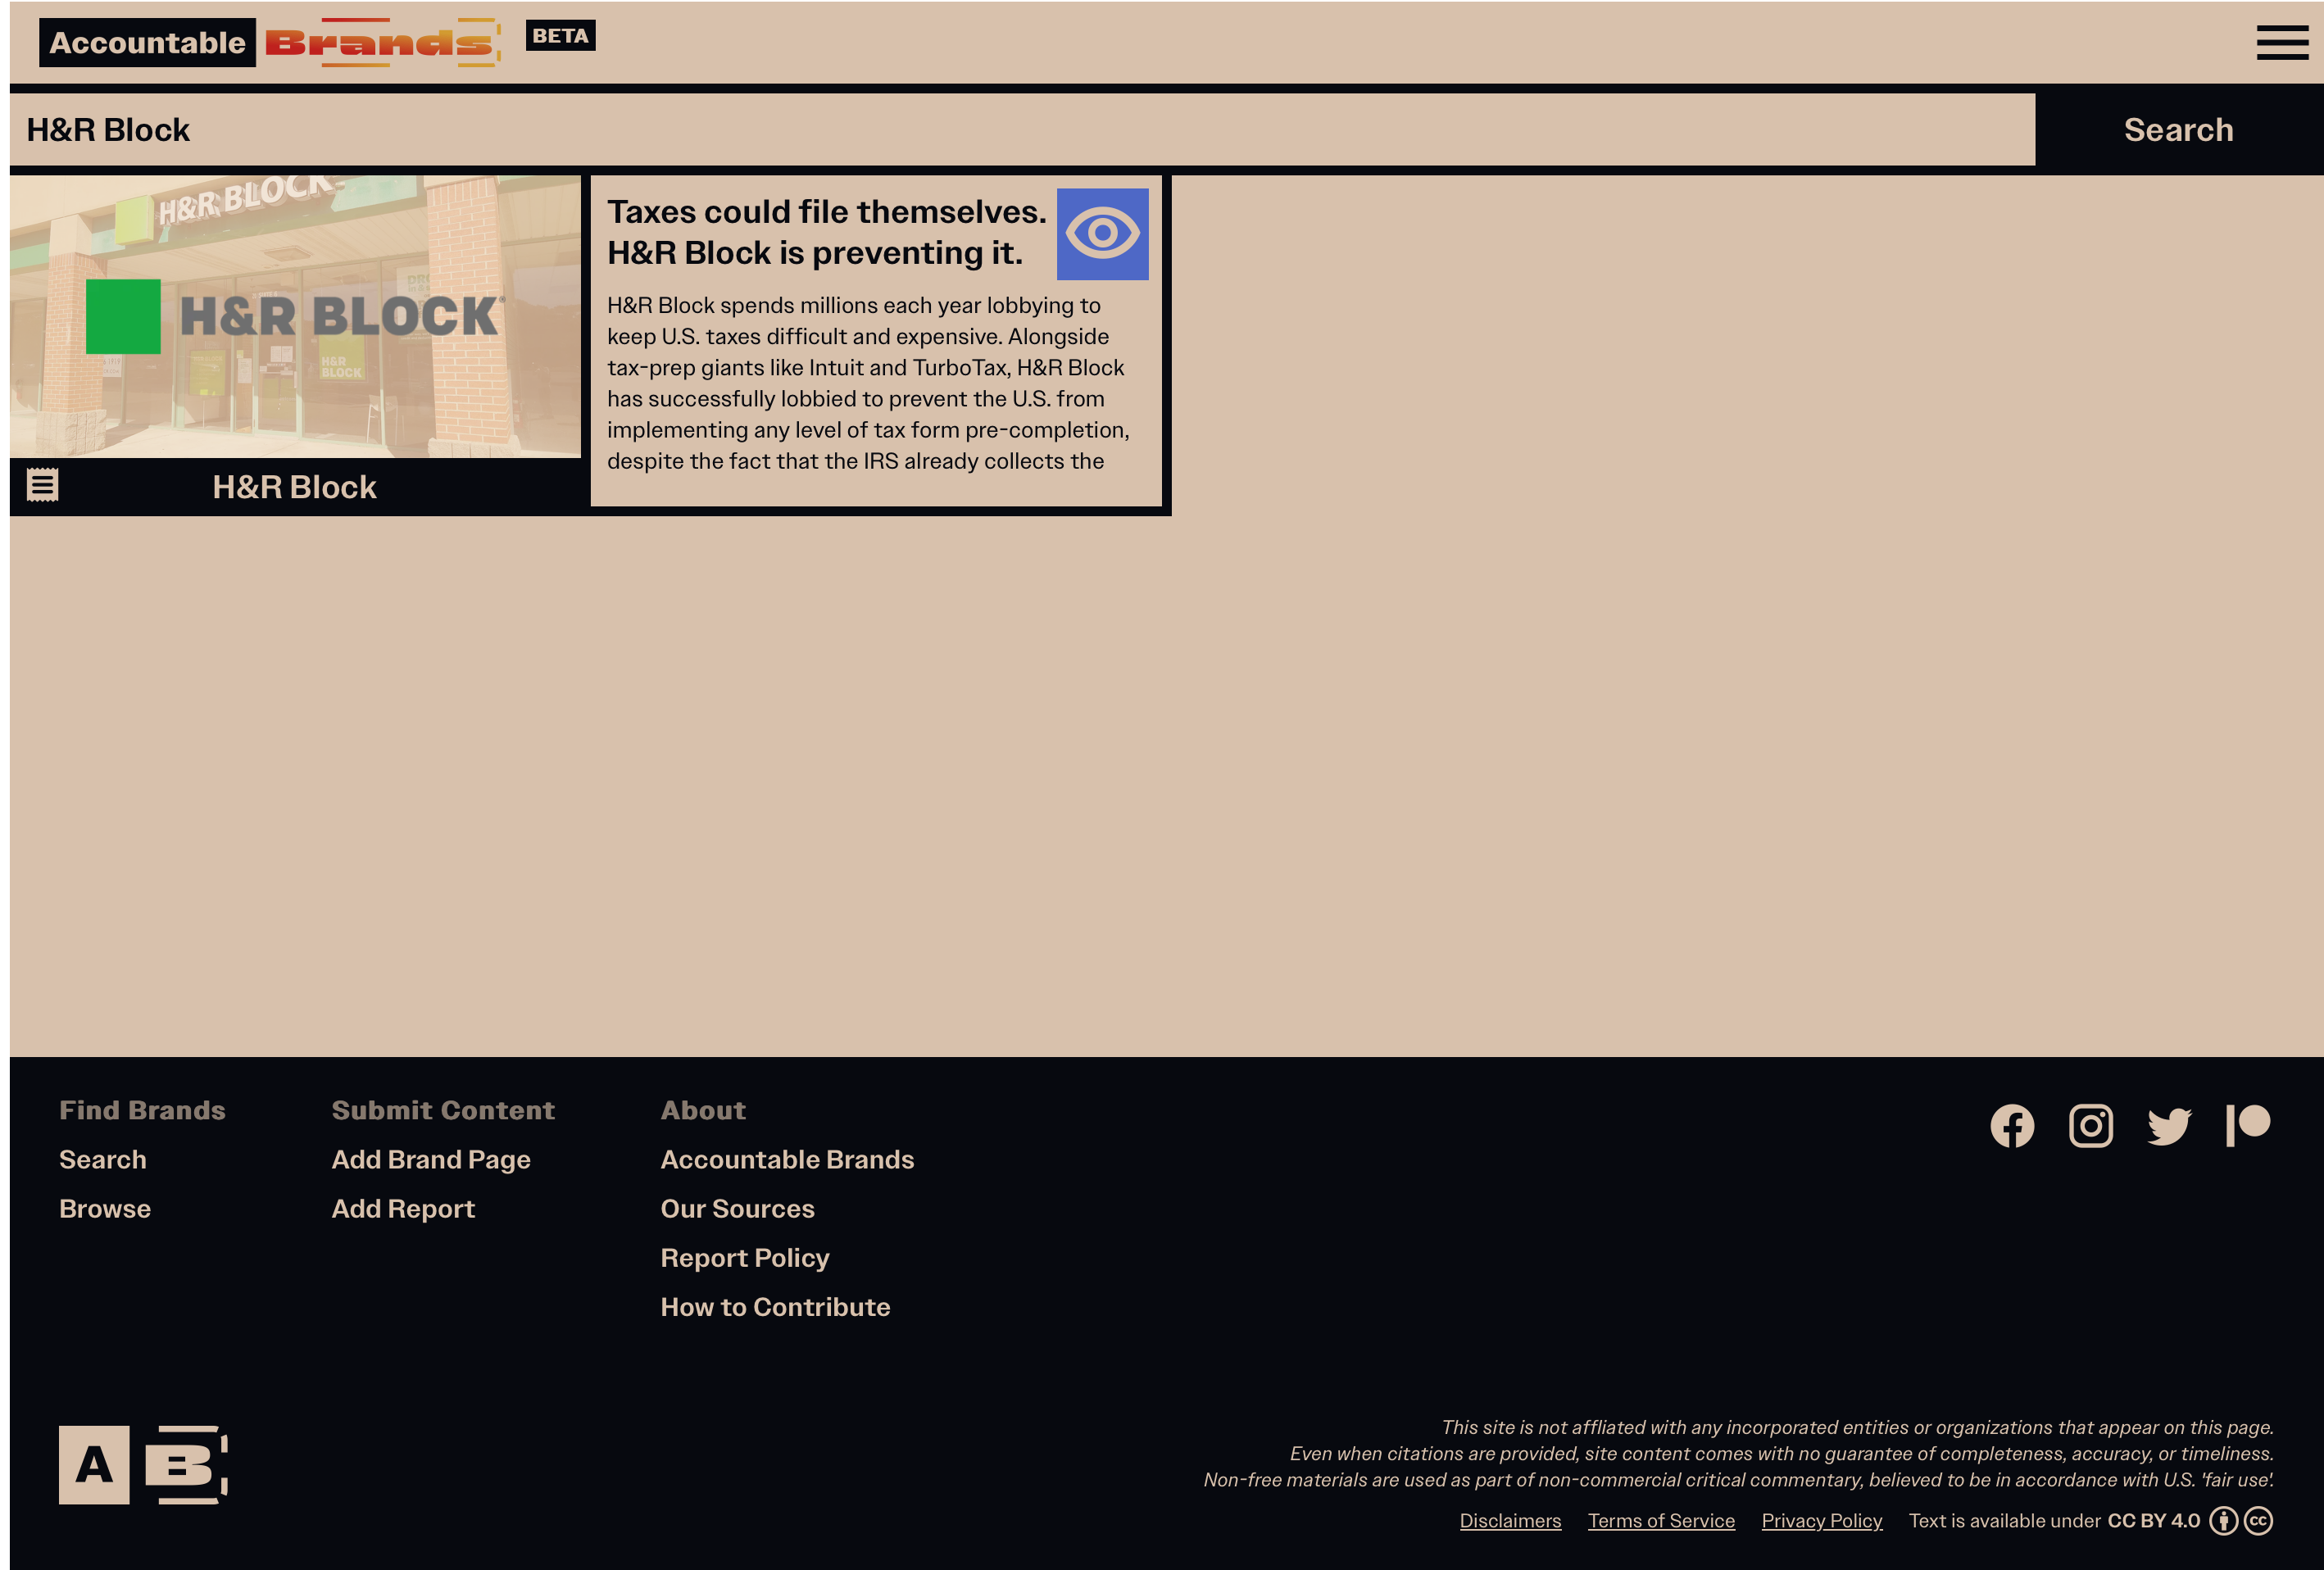 Accountable Brands BETA
H&R Block
Search
H&R BLOCK
H&R BLOCK®
H&R
BLOCK
H&R Block
Taxes could file themselves.
H&R Block is preventing it.
H&R Block spends millions each year lobbying to
keep U.S. taxes difficult and expensive. Alongside
tax-prep giants like Intuit and TurboTax, H&R Block
has successfully lobbied to prevent the U.S. from
implementing any level of tax form pre-completion,
despite the fact that the IRS already collects the
Find Brands
Search
Browse
Submit Content
Add Brand Page
Add Report
About
Accountable Brands
Our Sources
Report Policy
How to Contribute
A B
This site is not affliated with any incorporated entities or organizations that appear on this page.
Even when citations are provided, site content comes with no guarantee of completeness, accuracy, or timeliness.
Non-free materials are used as part of non-commercial critical commentary, believed to be in accordance with U.S. 'fair use'.
Disclaimers Terms of Service Privacy Policy Text is available under CC BY 4.0 cc